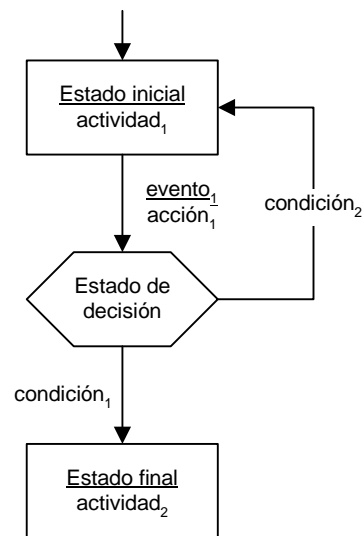 Estado inicial
actividad₁
evento₁
acción₁
condición₂
Estado de
decisión
condición₁
Estado final
actividad₂